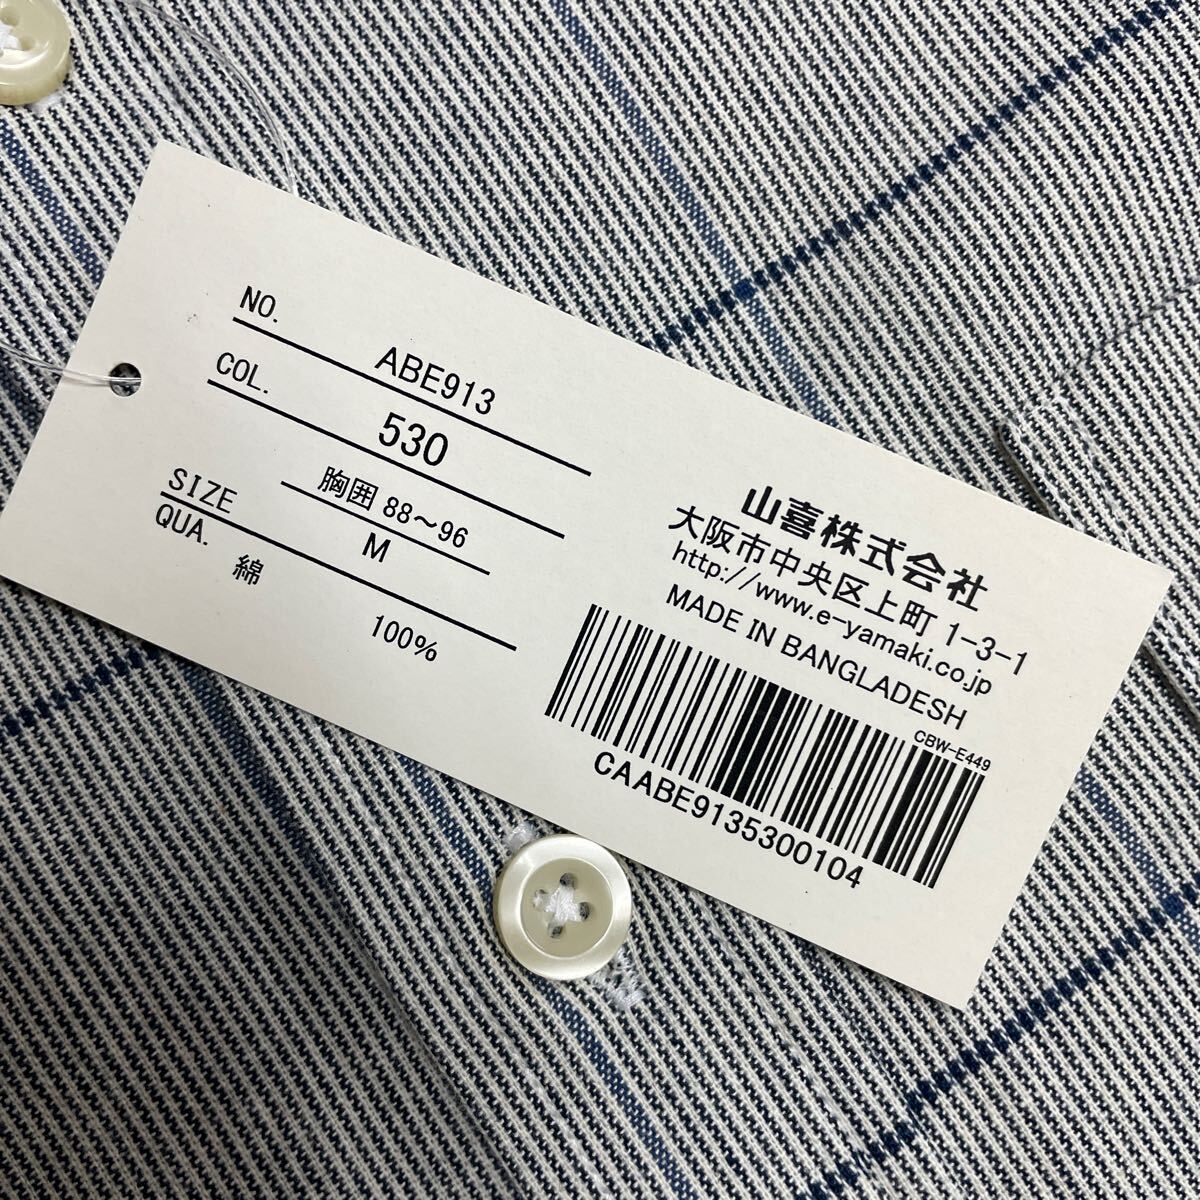 NO.
ABE913
COL.
530
SIZE
胸囲 88～96
M
QUA.
綿
100%
山喜株式会社
大阪市中央区上町 1-3-1
http://www.e-yamaki.co.jp
MADE IN BANGLADESH
CBW-E449
CAABE9135300104